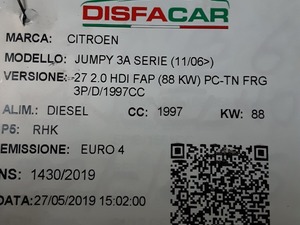 DISFACAR
MARCA: CITROEN
MODELLO: JUMPY 3A SERIE (11/06>)
VERSIONE: -27 2.0 HDI FAP (88 KW) PC-TN FRG
3P/D/1997CC
ALIM.: DIESEL CC: 1997 KW: 88
RHK
EMISSIONE: EURO 4
NS: 1430/2019
DATA: 27/05/2019 15:02:00